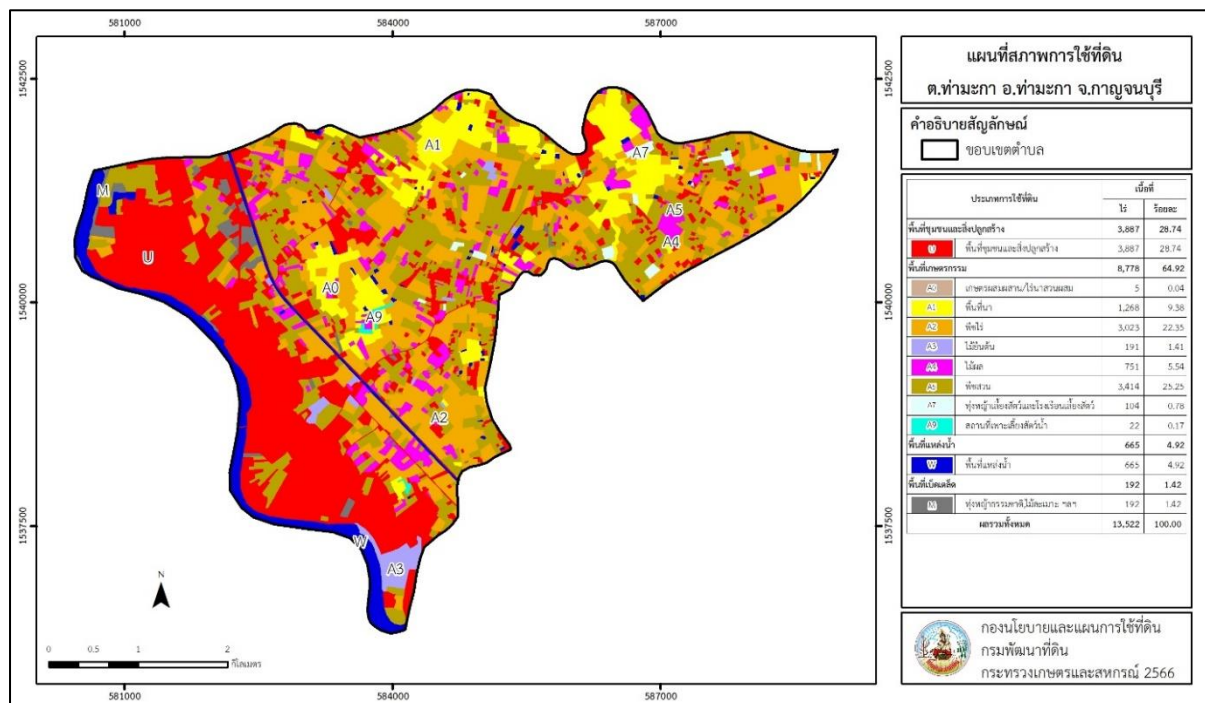 581000 584000 587000
1542500 1542500
1540000 1540000
1537500 1537500
M
U
A1
A7
A5
A4
A0
A9
A2
W
A3
N
0 0.5 1 2
กิโลเมตร
581000 584000 587000
แผนที่สภาพการใช้ที่ดิน
ต.ท่ามะกา อ.ท่ามะกา จ.กาญจนบุรี
คำอธิบายสัญลักษณ์
ขอบเขตตำบล
ประเภทการใช้ที่ดิน เนื้อที่
ไร่ ร้อยละ
พื้นที่ชุมชนและสิ่งปลูกสร้าง 3,887 28.74
U พื้นที่ชุมชนและสิ่งปลูกสร้าง 3,887 28.74
พื้นที่เกษตรกรรม 8,778 64.92
A0 เกษตรผสมผสาน/ไร่นาสวนผสม 5 0.04
A1 พื้นที่นา 1,268 9.38
A2 พืชไร่ 3,023 22.35
A3 ไม้ยืนต้น 191 1.41
A4 ไม้ผล 751 5.54
A5 พืชสวน 3,414 25.25
A7 ทุ่งหญ้าเลี้ยงสัตว์และโรงเรือนเลี้ยงสัตว์ 104 0.78
A9 สถานที่เพาะเลี้ยงสัตว์น้ำ 22 0.17
พื้นที่แหล่งน้ำ 665 4.92
W พื้นที่แหล่งน้ำ 665 4.92
พื้นที่เบ็ดเตล็ด 192 1.42
M ทุ่งหญ้าธรรมชาติ,ไม้ละเมาะ ฯลฯ 192 1.42
ผลรวมทั้งหมด 13,522 100.00
กองนโยบายและแผนการใช้ที่ดิน
กรมพัฒนาที่ดิน
กระทรวงเกษตรและสหกรณ์ 2566